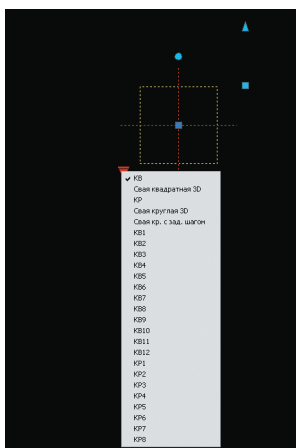 КВ
Свая квадратная 3D
КР
Свая круглая 3D
Свая кр. с зад. шагом
КВ1
КВ2
КВ3
КВ4
КВ5
КВ6
КВ7
КВ8
КВ9
КВ10
КВ11
КВ12
КР1
КР2
КР3
КР4
КР5
КР6
КР7
КР8